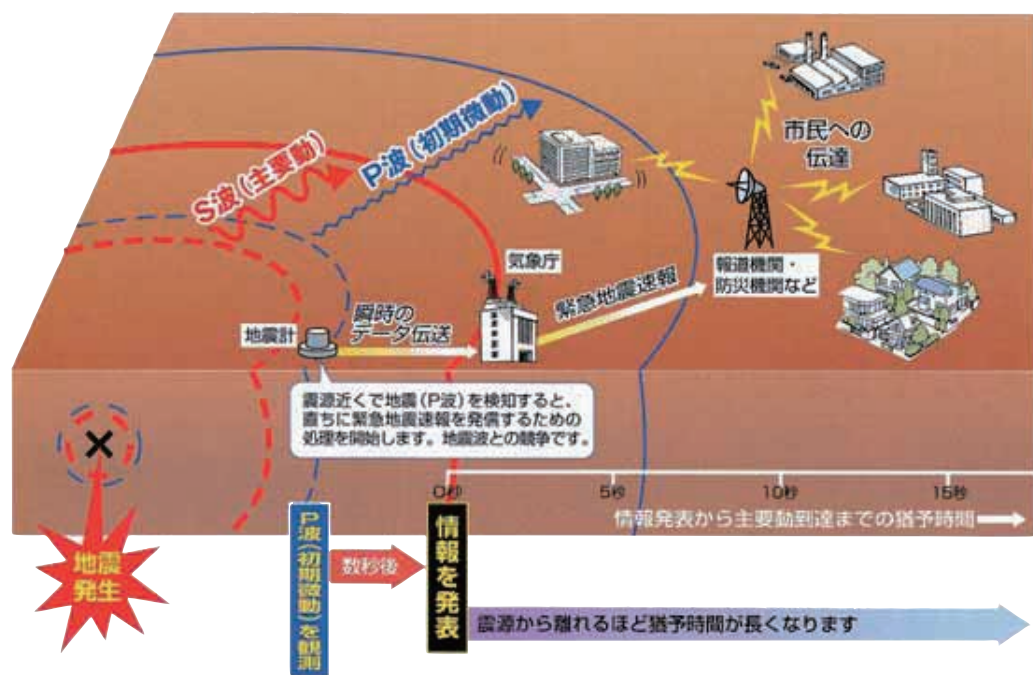 S波（主要動）
P波（初期微動）
市民への
伝達
気象庁
緊急地震速報
報道機関・
防災機関など
地震計
瞬時の
データ伝送
震源近くで地震（P波）を検知すると、
直ちに緊急地震速報を発信するための
処理を開始します。地震波との競争です。
0秒
5秒
10秒
15秒
情報発表から主要動到達までの猶予時間
地震
発生
P波（初期微動）を観測
数秒後
情報を発表
震源から離れるほど猶予時間が長くなります